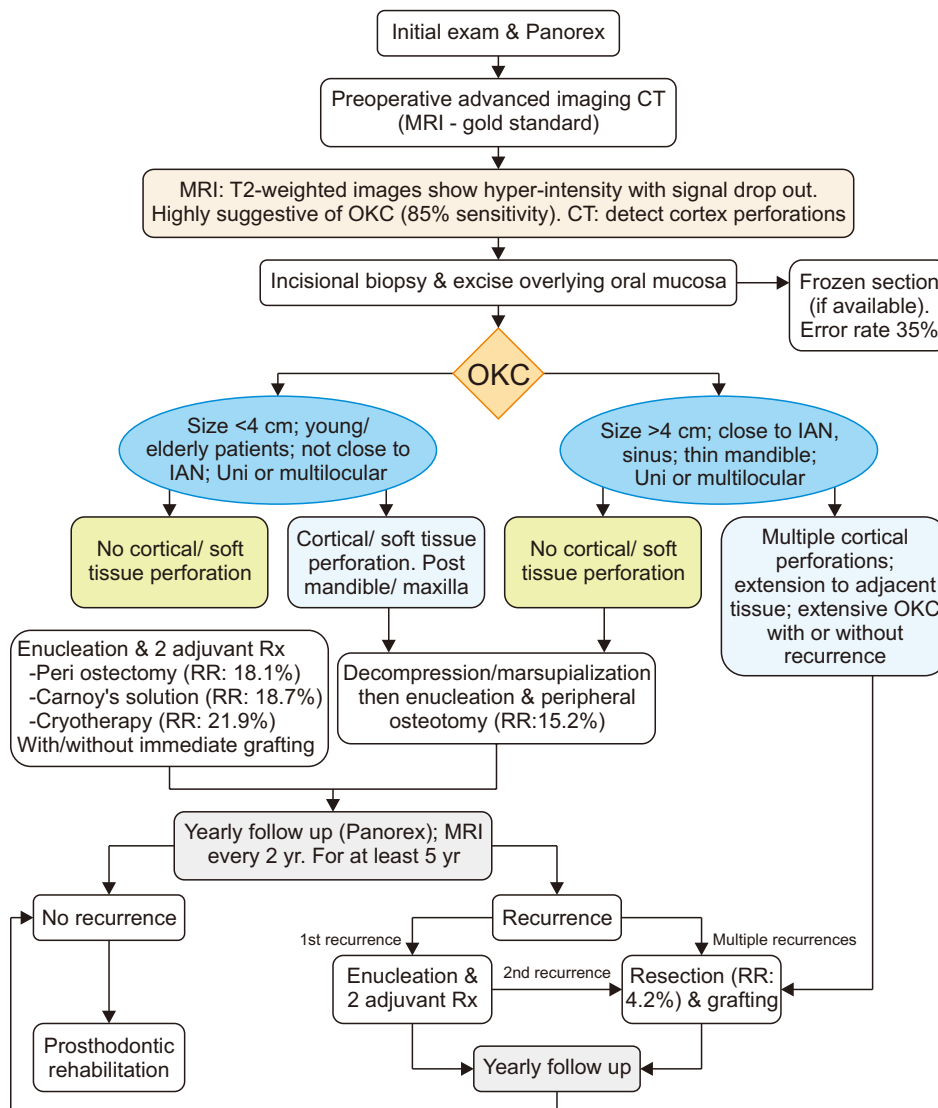 Initial exam & Panorex
Preoperative advanced imaging CT
(MRI - gold standard)
MRI: T2-weighted images show hyper-intensity with signal drop out.
Highly suggestive of OKC (85% sensitivity). CT: detect cortex perforations
Incisional biopsy & excise overlying oral mucosa
Frozen section
(if available).
Error rate 35%
OKC
Size <4 cm; young/
elderly patients; not close to
IAN; Uni or multilocular
Size >4 cm; close to IAN,
sinus; thin mandible;
Uni or multilocular
No cortical/ soft
tissue perforation
Cortical/ soft tissue
perforation. Post
mandible/ maxilla
No cortical/ soft
tissue perforation
Multiple cortical
perforations;
extension to adjacent
tissue; extensive OKC
with or without
recurrence
Enucleation & 2 adjuvant Rx
-Peri ostectomy (RR: 18.1%)
-Carnoy's solution (RR: 18.7%)
-Cryotherapy (RR: 21.9%)
With/without immediate grafting
Decompression/marsupialization
then enucleation & peripheral
osteotomy (RR:15.2%)
Yearly follow up (Panorex); MRI
every 2 yr. For at least 5 yr
No recurrence
Recurrence
1st recurrence
Multiple recurrences
Enucleation &
2 adjuvant Rx
2nd recurrence
Resection (RR:
4.2%) & grafting
Prosthodontic
rehabilitation
Yearly follow up